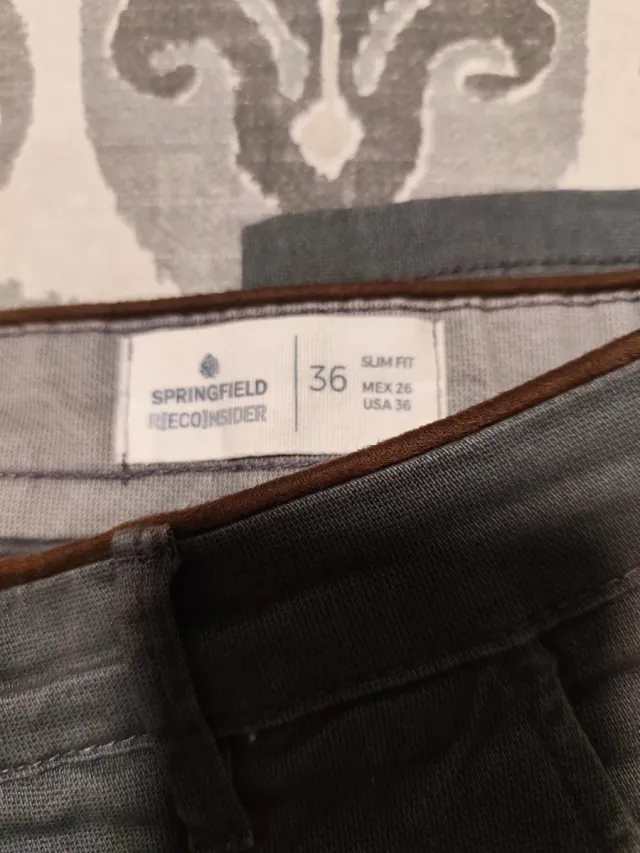 SPRINGFIELD
R[ECO]NSIDER
36
SLIM FIT
MEX 26
USA 36